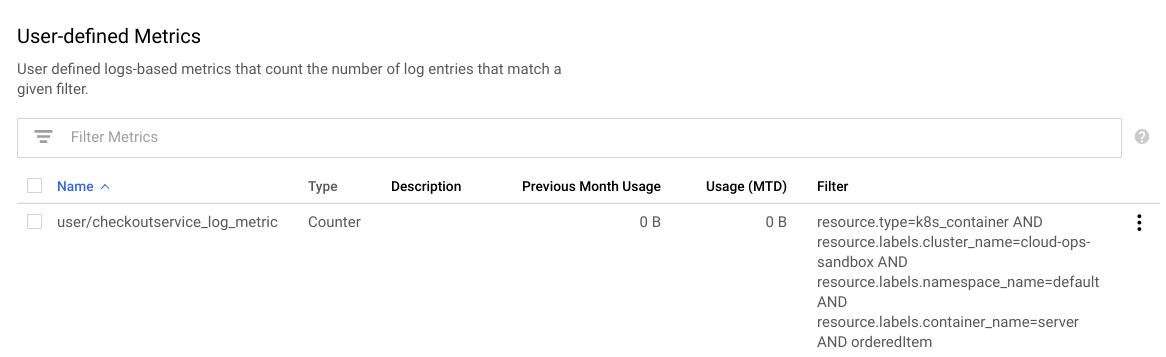 User-defined Metrics
User defined logs-based metrics that count the number of log entries that match a
given filter.
Filter Metrics
?
Name Type Description Previous Month Usage Usage (MTD) Filter
user/checkoutservice_log_metric Counter 0 B 0 B resource.type=k8s_container AND
resource.labels.cluster_name=cloud-ops-
sandbox AND
resource.labels.namespace_name=default
AND
resource.labels.container_name=server
AND orderedItem